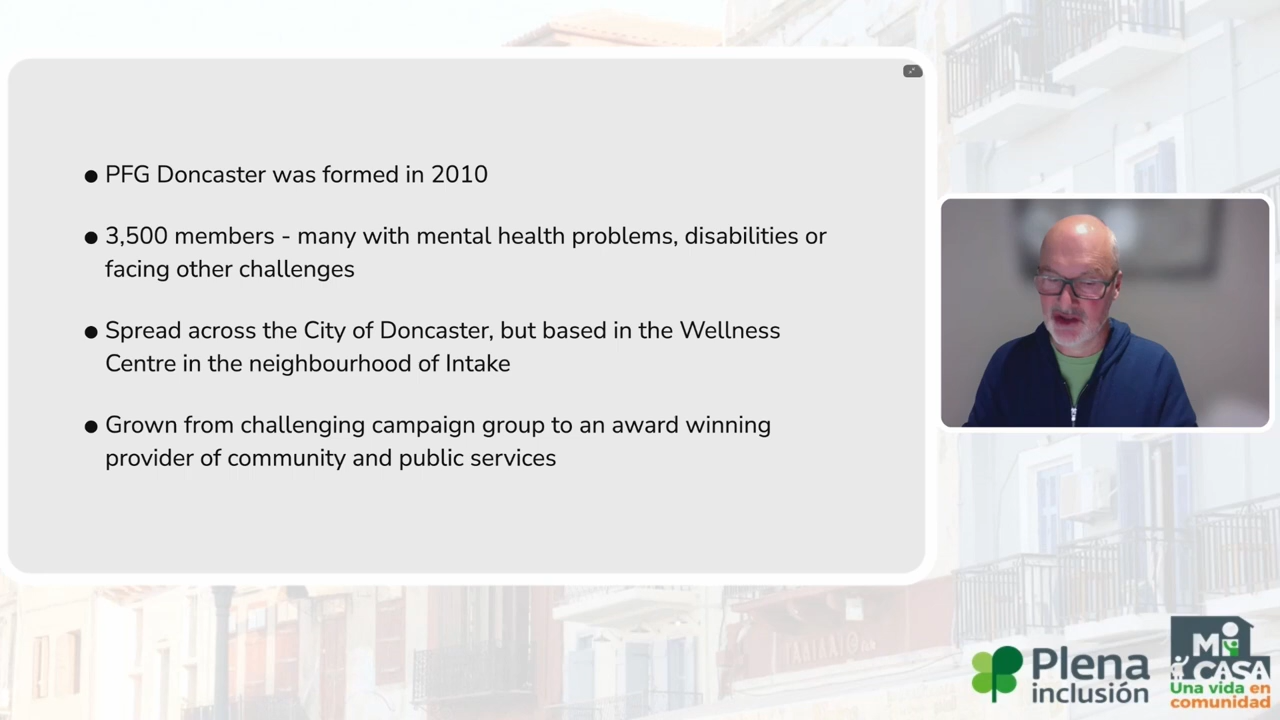 ● PFG Doncaster was formed in 2010
● 3,500 members - many with mental health problems, disabilities or
facing other challenges
● Spread across the City of Doncaster, but based in the Wellness
Centre in the neighbourhood of Intake
● Grown from challenging campaign group to an award winning
provider of community and public services
Plena
inclusión
Mi
CASA
Una vida en
comunidad